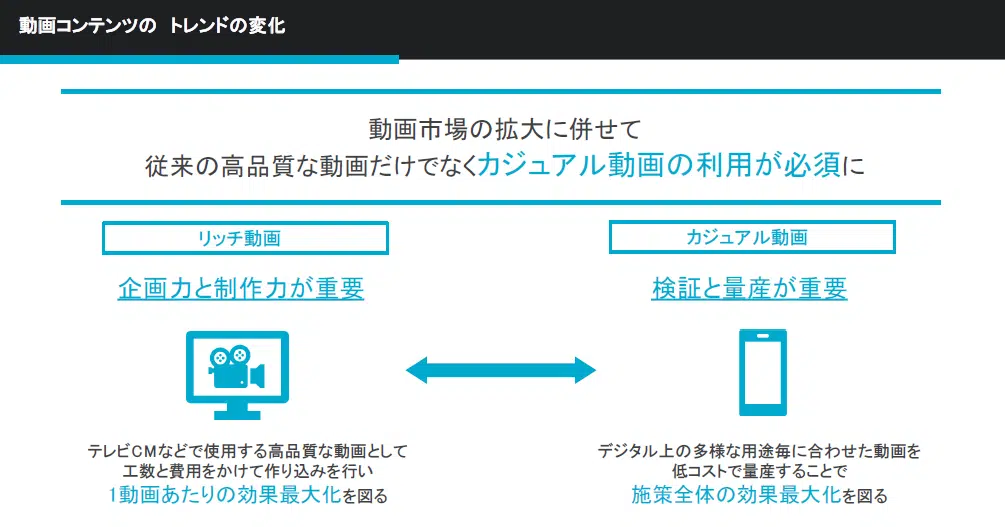 動画コンテンツの　トレンドの変化
動画市場の拡大に併せて
従来の高品質な動画だけでなくカジュアル動画の利用が必須に
リッチ動画
企画力と制作力が重要
テレビCMなどで使用する高品質な動画として
工数と費用をかけて作り込みを行い
1動画あたりの効果最大化を図る
カジュアル動画
検証と量産が重要
デジタル上の多様な用途毎に合わせた動画を
低コストで量産することで
施策全体の効果最大化を図る